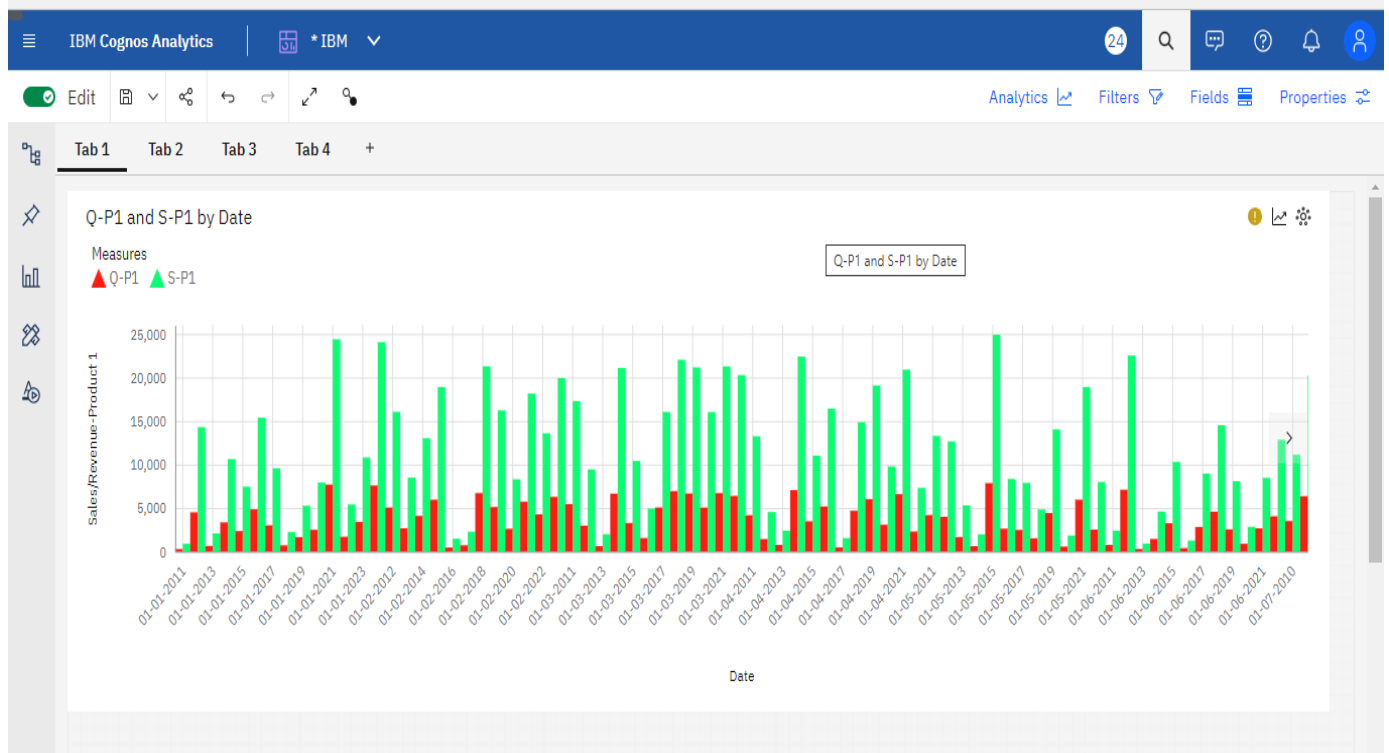 IBM Cognos Analytics
* IBM
24
Edit
Analytics
Filters
Fields
Properties
Tab 1
Tab 2
Tab 3
Tab 4
+
Q-P1 and S-P1 by Date
Measures
Q-P1
S-P1
Q-P1 and S-P1 by Date
Sales/Revenue-Product 1
25,000
20,000
15,000
10,000
5,000
0
01-01-2011
01-01-2013
01-01-2015
01-01-2017
01-01-2019
01-01-2021
01-01-2023
01-02-2012
01-02-2014
01-02-2016
01-02-2018
01-02-2020
01-02-2022
01-03-2011
01-03-2013
01-03-2015
01-03-2017
01-03-2019
01-03-2021
01-04-2011
01-04-2013
01-04-2015
01-04-2017
01-04-2019
01-04-2021
01-05-2011
01-05-2013
01-05-2015
01-05-2017
01-05-2019
01-05-2021
01-06-2011
01-06-2013
01-06-2015
01-06-2017
01-06-2019
01-06-2021
01-07-2010
Date